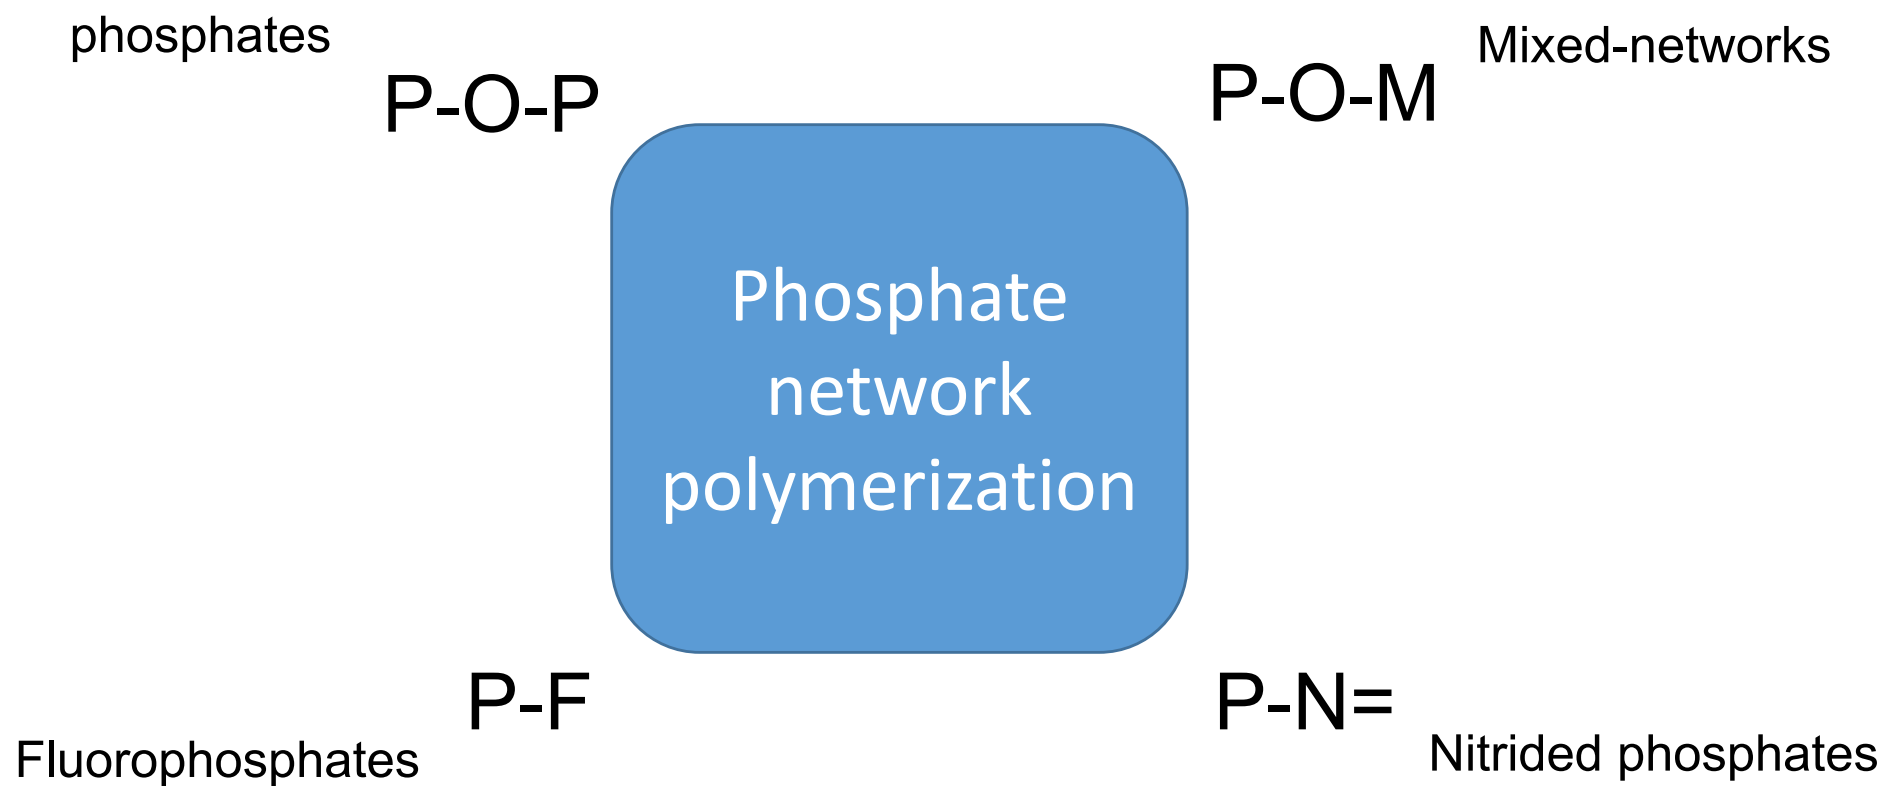 phosphates
P-O-P
P-O-M
Mixed-networks
Phosphate
network
polymerization
P-F
Fluorophosphates
P-N=
Nitrided phosphates